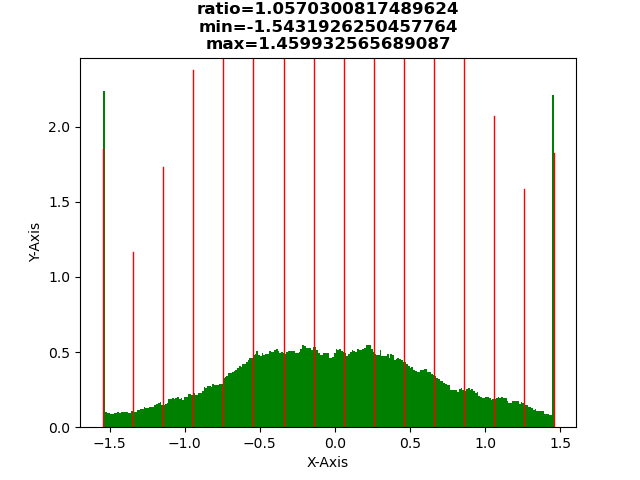 ratio=1.0570300817489624
min=-1.5431926250457764
max=1.459932565689087
Y-Axis
2.0
1.5
1.0
0.5
0.0
−1.5 −1.0 −0.5 0.0 0.5 1.0 1.5
X-Axis